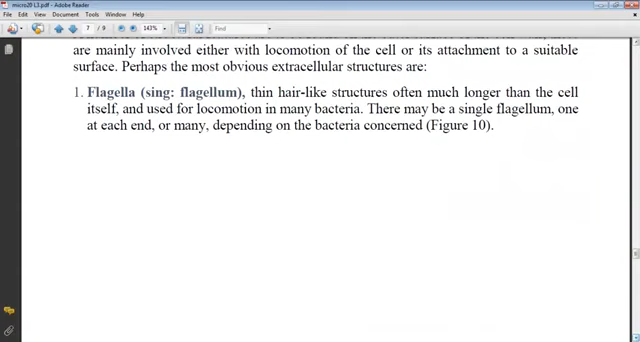 micro20 L3.pdf - Adobe Reader
File Edit View Document Tools Window Help
7 / 9 143% Find
are mainly involved either with locomotion of the cell or its attachment to a suitable
surface. Perhaps the most obvious extracellular structures are:
1. Flagella (sing: flagellum), thin hair-like structures often much longer than the cell
itself, and used for locomotion in many bacteria. There may be a single flagellum, one
at each end, or many, depending on the bacteria concerned (Figure 10).